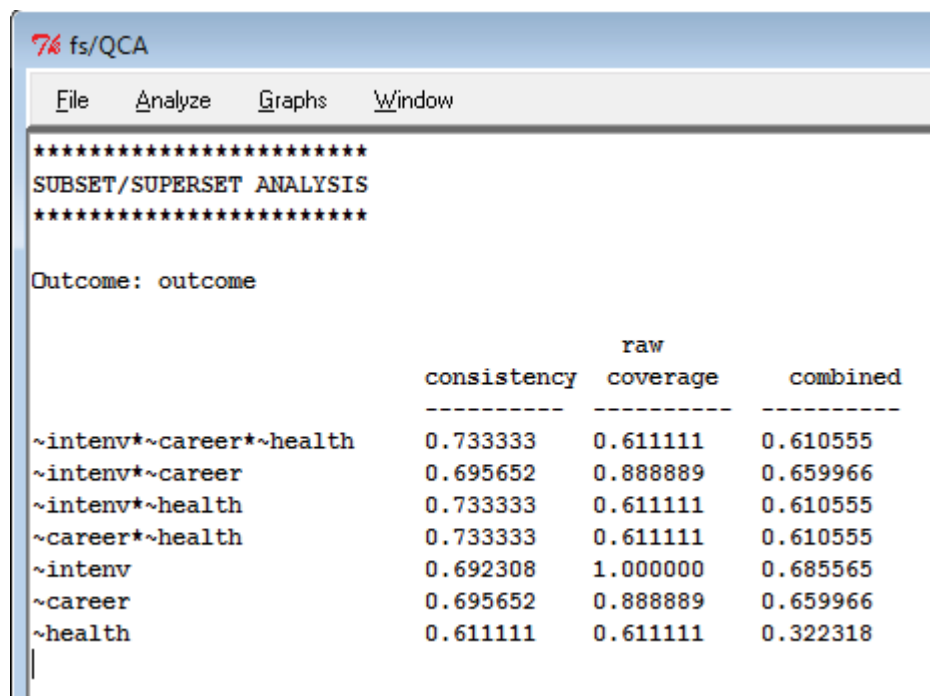 fs/QCA
File Analyze Graphs Window
************************
SUBSET/SUPERSET ANALYSIS
************************
Outcome: outcome
raw
consistency coverage combined
---------- ---------- ----------
~intenv*~career*~health 0.733333 0.611111 0.610555
~intenv*~career 0.695652 0.888889 0.659966
~intenv*~health 0.733333 0.611111 0.610555
~career*~health 0.733333 0.611111 0.610555
~intenv 0.692308 1.000000 0.685565
~career 0.695652 0.888889 0.659966
~health 0.611111 0.611111 0.322318